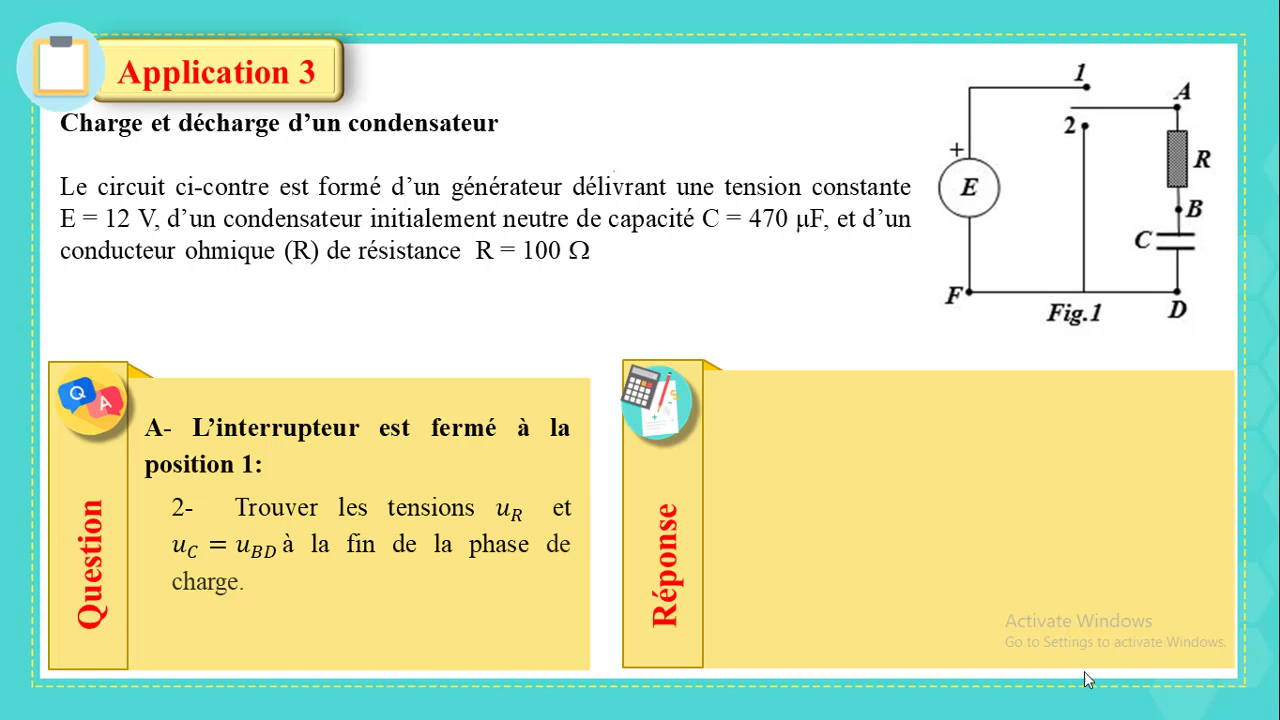 Application 3
Charge et décharge d’un condensateur
Le circuit ci-contre est formé d’un générateur délivrant une tension constante
E = 12 V, d’un condensateur initialement neutre de capacité C = 470 μF, et d’un
conducteur ohmique (R) de résistance R = 100 Ω
1
A
2
R
+
E
B
C
F
D
Fig.1
Q
A
Question
A- L’interrupteur est fermé à la
position 1:
2- Trouver les tensions u_R et
u_C = u_BD à la fin de la phase de
charge.
Réponse
Activate Windows
Go to Settings to activate Windows.